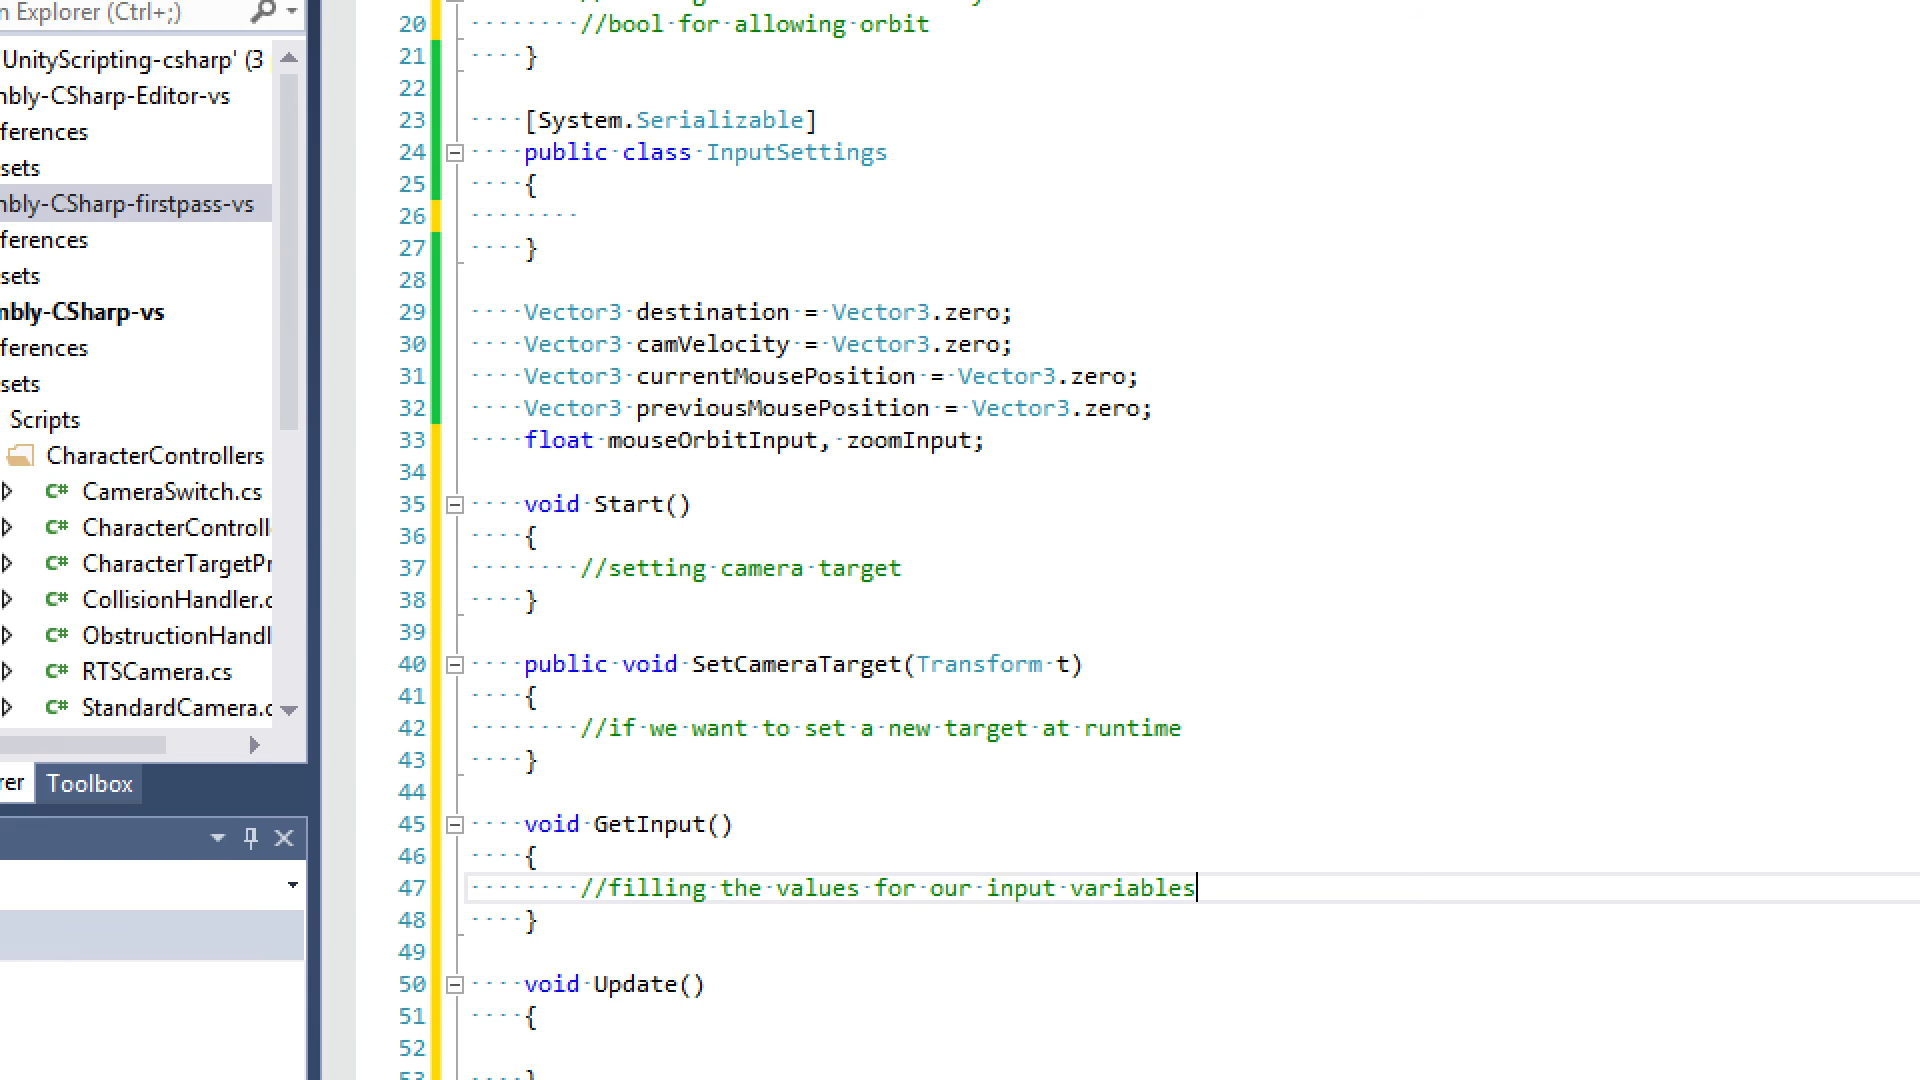 n Explorer (Ctrl+;)
UnityScripting-csharp' (3
mbly-CSharp-Editor-vs
ferences
sets
mbly-CSharp-firstpass-vs
ferences
sets
mbly-CSharp-vs
ferences
sets
Scripts
CharacterControllers
C# CameraSwitch.cs
C# CharacterControll
C# CharacterTargetPr
C# CollisionHandler.c
C# ObstructionHandl
C# RTSCamera.cs
C# StandardCamera.c
rer Toolbox
20 //bool for allowing orbit
21 }
22
23 [System.Serializable]
24 public class InputSettings
25 {
26
27 }
28
29 Vector3 destination = Vector3.zero;
30 Vector3 camVelocity = Vector3.zero;
31 Vector3 currentMousePosition = Vector3.zero;
32 Vector3 previousMousePosition = Vector3.zero;
33 float mouseOrbitInput, zoomInput;
34
35 void Start()
36 {
37 //setting camera target
38 }
39
40 public void SetCameraTarget(Transform t)
41 {
42 //if we want to set a new target at runtime
43 }
44
45 void GetInput()
46 {
47 //filling the values for our input variables
48 }
49
50 void Update()
51 {
52
53 }